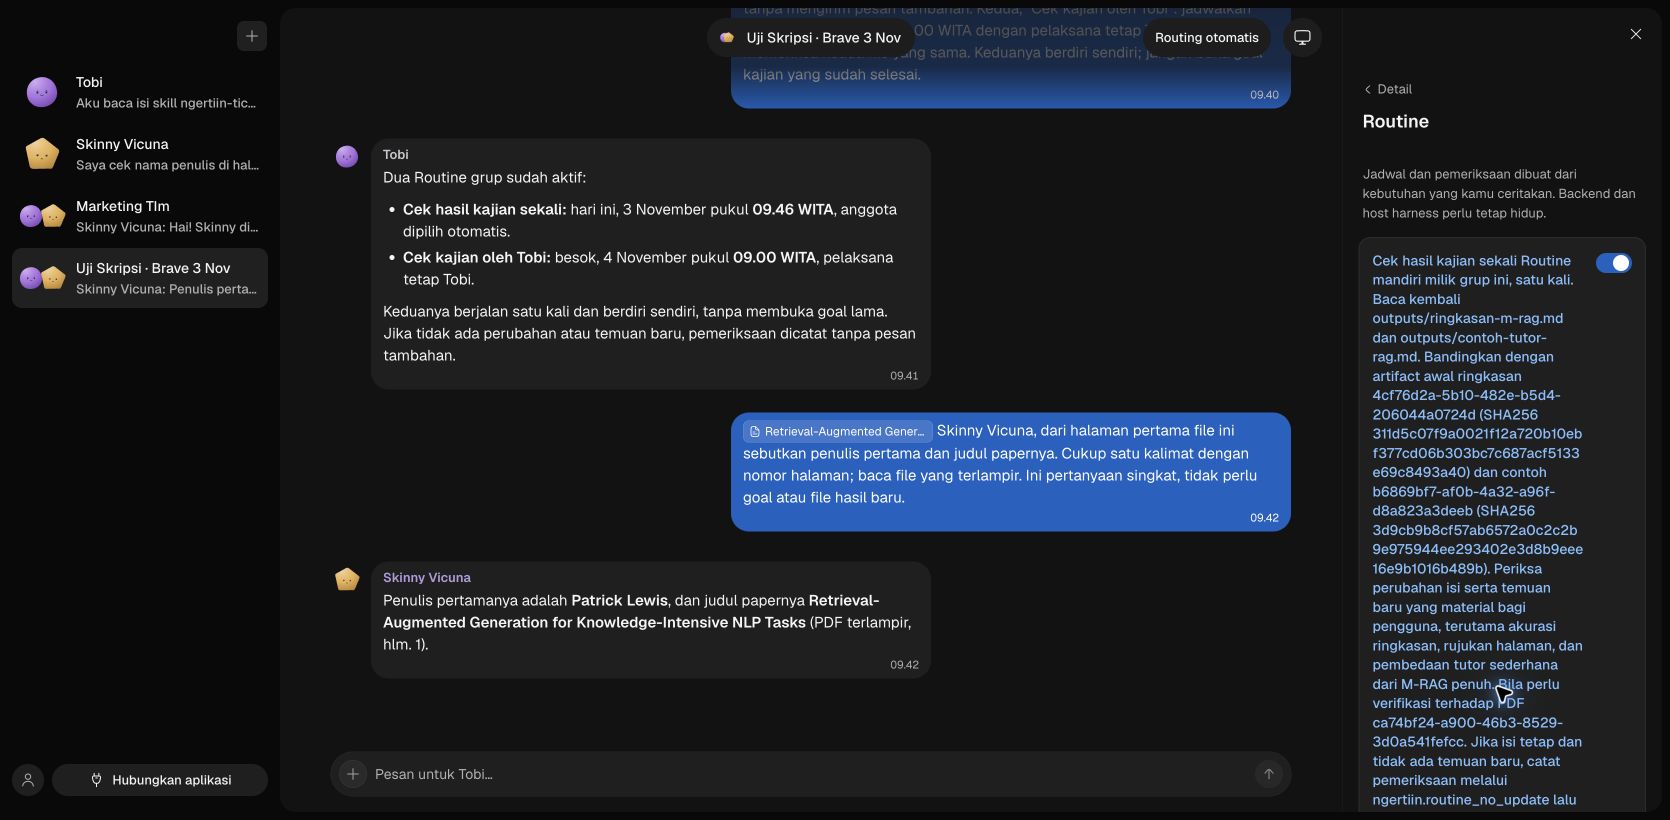 Tobi
Aku baca isi skill ngertiin-tic...
Skinny Vicuna
Saya cek nama penulis di hal...
Marketing TIm
Skinny Vicuna: Hai! Skinny di...
Uji Skripsi · Brave 3 Nov
Skinny Vicuna: Penulis perta...
Hubungkan aplikasi
Uji Skripsi · Brave 3 Nov
Routing otomatis
tanpa mengirim pesan tambahan. Kedua, "Cek kajian oleh Tobi": jadwalkan
00 WITA dengan pelaksana tetap
yang sama. Keduanya berdiri sendiri;
kajian yang sudah selesai.
09.40
Tobi
Dua Routine grup sudah aktif:
• Cek hasil kajian sekali: hari ini, 3 November pukul 09.46 WITA, anggota
dipilih otomatis.
• Cek kajian oleh Tobi: besok, 4 November pukul 09.00 WITA, pelaksana
tetap Tobi.
Keduanya berjalan satu kali dan berdiri sendiri, tanpa membuka goal lama.
Jika tidak ada perubahan atau temuan baru, pemeriksaan dicatat tanpa pesan
tambahan.
09.41
Retrieval-Augmented Gener... Skinny Vicuna, dari halaman pertama file ini
sebutkan penulis pertama dan judul papernya. Cukup satu kalimat dengan
nomor halaman; baca file yang terlampir. Ini pertanyaan singkat, tidak perlu
goal atau file hasil baru.
09.42
Skinny Vicuna
Penulis pertamanya adalah Patrick Lewis, dan judul papernya Retrieval-
Augmented Generation for Knowledge-Intensive NLP Tasks (PDF terlampir,
hlm. 1).
09.42
Pesan untuk Tobi...
Detail
Routine
Jadwal dan pemeriksaan dibuat dari
kebutuhan yang kamu ceritakan. Backend dan
host harness perlu tetap hidup.
Cek hasil kajian sekali Routine
mandiri milik grup ini, satu kali.
Baca kembali
outputs/ringkasan-m-rag.md
dan outputs/contoh-tutor-
rag.md. Bandingkan dengan
artifact awal ringkasan
4cf76d2a-5b10-482e-b5d4-
206044a0724d (SHA256
311d5c07f9a0021f12a720b10eb
f377cd06b303bc7c687acf5133
e69c8493a40) dan contoh
b6869bf7-af0b-4a32-a96f-
d8a823a3deeb (SHA256
3d9cb9b8cf57ab6572a0c2c2b
9e975944ee293402e3d8b9eee
16e9b1016b489b). Periksa
perubahan isi serta temuan
baru yang material bagi
pengguna, terutama akurasi
ringkasan, rujukan halaman, dan
pembedaan tutor sederhana
dari M-RAG penuh. Bila perlu
verifikasi terhadap PDF
ca74bf24-a900-46b3-8529-
3d0a541fefcc. Jika isi tetap dan
tidak ada temuan baru, catat
pemeriksaan melalui
ngertiin.routine_no_update lalu